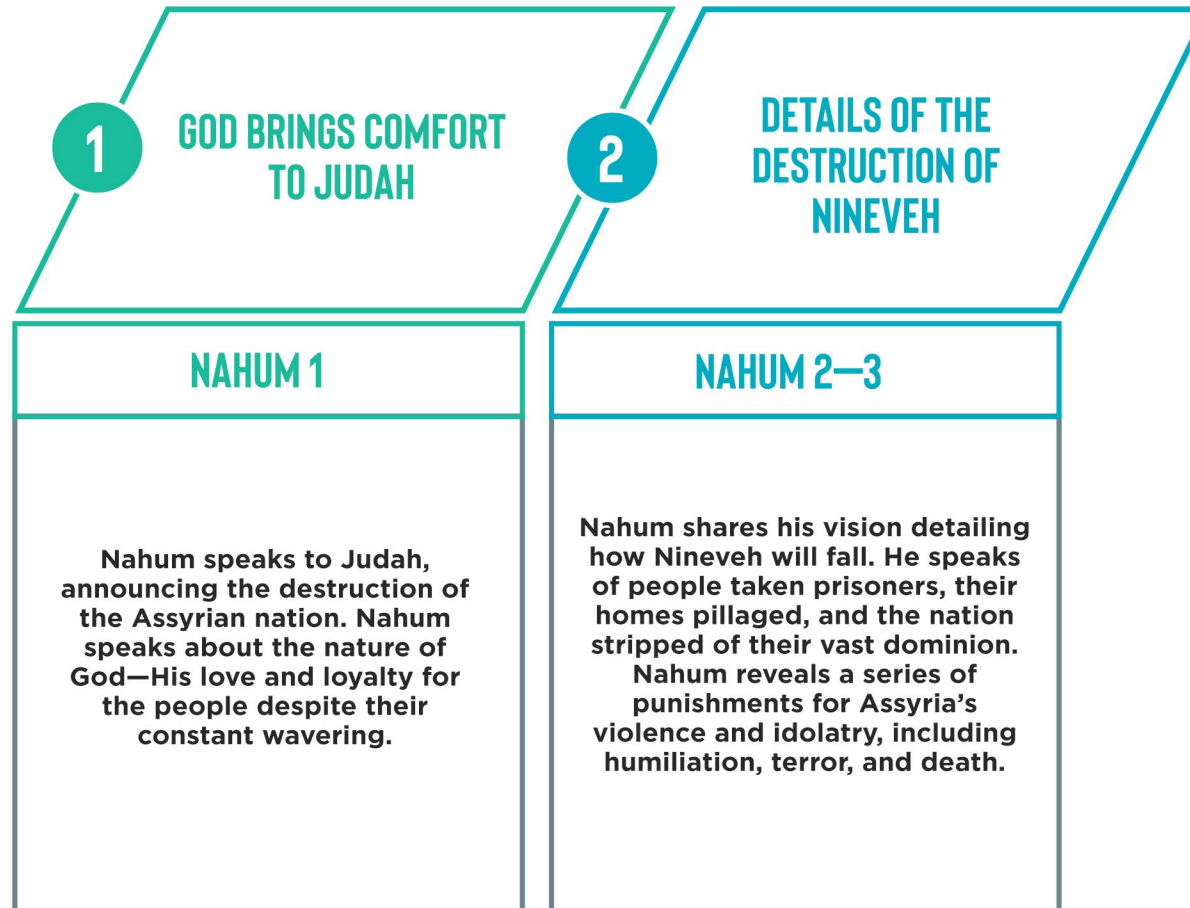 1
GOD BRINGS COMFORT
TO JUDAH
NAHUM 1
Nahum speaks to Judah,
announcing the destruction of
the Assyrian nation. Nahum
speaks about the nature of
God—His love and loyalty for
the people despite their
constant wavering.
2
DETAILS OF THE
DESTRUCTION OF
NINEVEH
NAHUM 2—3
Nahum shares his vision detailing
how Nineveh will fall. He speaks
of people taken prisoners, their
homes pillaged, and the nation
stripped of their vast dominion.
Nahum reveals a series of
punishments for Assyria’s
violence and idolatry, including
humiliation, terror, and death.